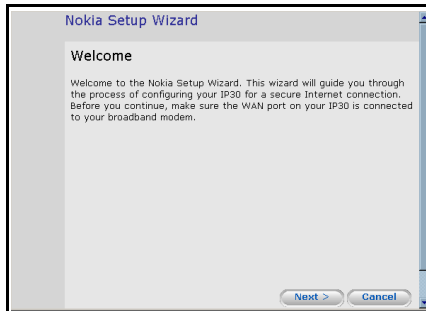 Nokia Setup Wizard
Welcome
Welcome to the Nokia Setup Wizard. This wizard will guide you through
the process of configuring your IP30 for a secure Internet connection.
Before you continue, make sure the WAN port on your IP30 is connected
to your broadband modem.
Next > Cancel